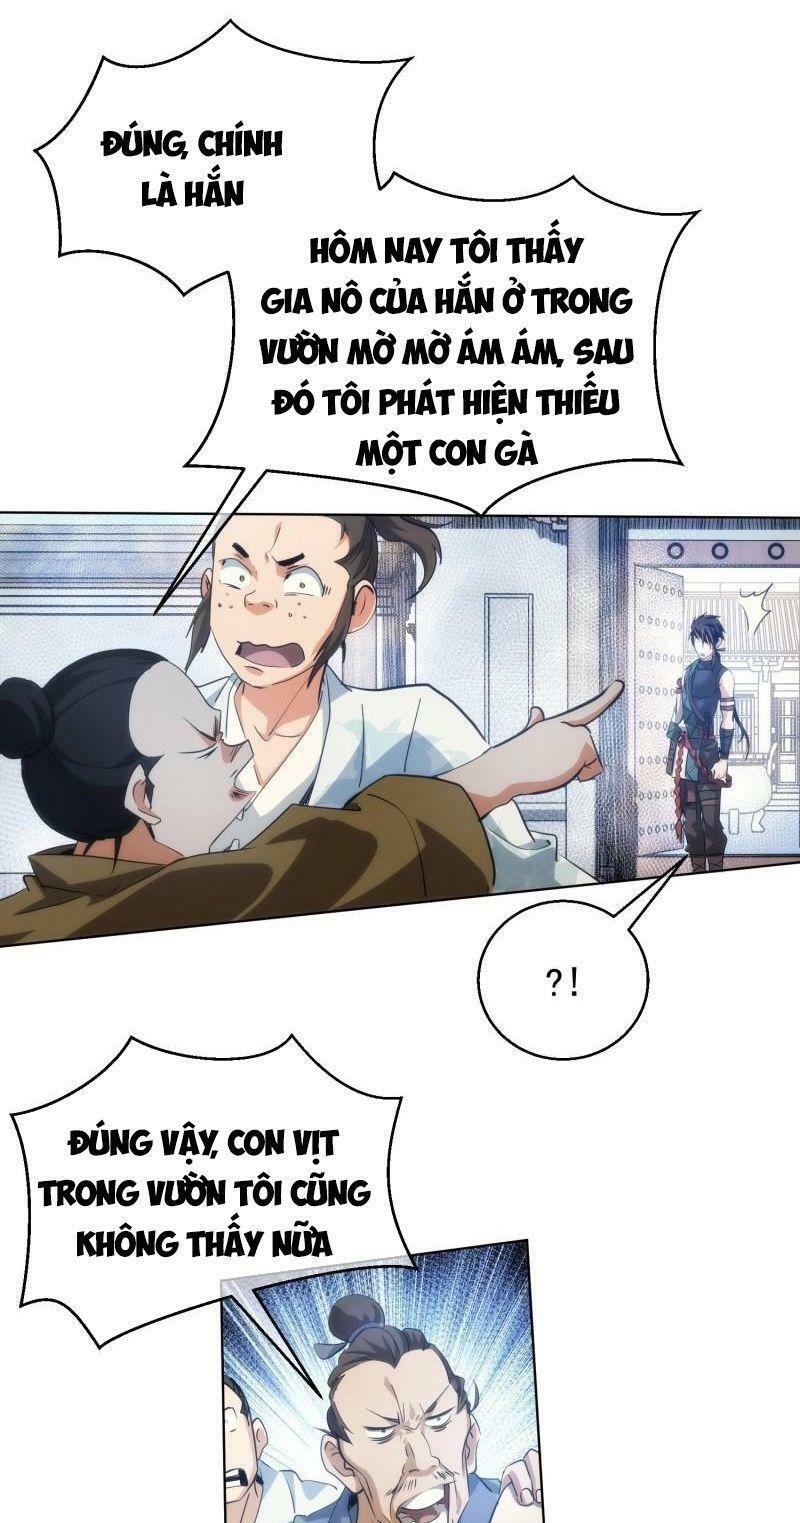 ĐÚNG, CHÍNH
LÀ HẮN
HÔM NAY TÔI THẤY
GIA NÔ CỦA HẮN Ở TRONG
VƯỜN MỜ MỜ ÁM ÁM, SAU
ĐÓ TÔI PHÁT HIỆN THIẾU
MỘT CON GÀ
?!
ĐÚNG VẬY, CON VỊT
TRONG VƯỜN TÔI CŨNG
KHÔNG THẤY NỮA